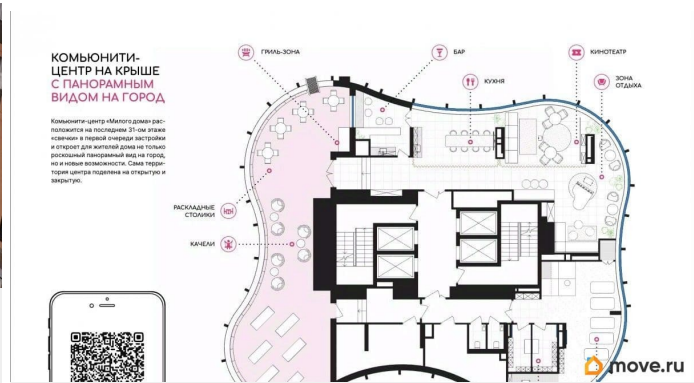 КОМЬЮНИТИ-
ЦЕНТР НА КРЫШЕ
С ПАНОРАМНЫМ
ВИДОМ НА ГОРОД
Комьюнити-центр «Милого дома» рас-
положится на последнем 31-ом этаже
«свечки» в первой очереди застройки
и откроет для жителей дома не только
роскошный панорамный вид на город,
но и новые возможности. Сама терри-
тория центра поделена на открытую и
закрытую.
ГРИЛЬ-ЗОНА
БАР
КУХНЯ
КИНОТЕАТР
ЗОНА
ОТДЫХА
РАСКЛАДНЫЕ
СТОЛИКИ
КАЧЕЛИ
move.ru